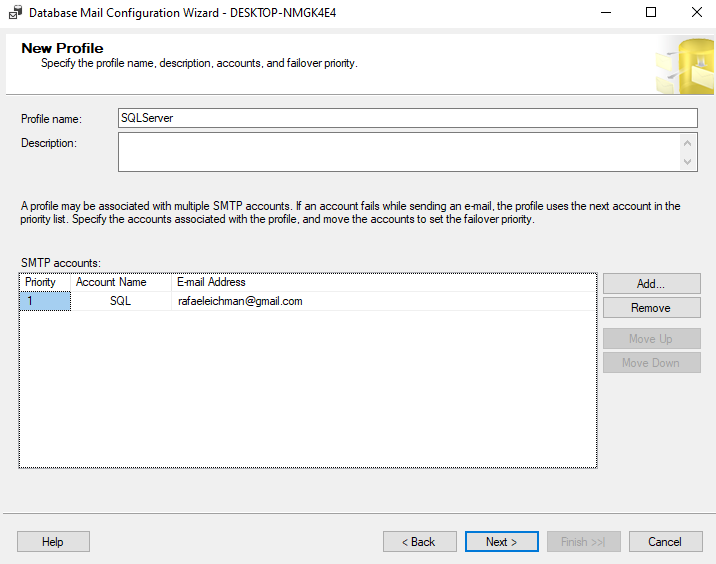 Database Mail Configuration Wizard - DESKTOP-NMGK4E4
New Profile
Specify the profile name, description, accounts, and failover priority.
Profile name:
SQLServer
Description:
A profile may be associated with multiple SMTP accounts. If an account fails while sending an e-mail, the profile uses the next account in the
priority list. Specify the accounts associated with the profile, and move the accounts to set the failover priority.
SMTP accounts:
Priority Account Name E-mail Address
1 SQL rafaeleichman@gmail.com
Add...
Remove
Move Up
Move Down
Help < Back Next > Finish >>| Cancel